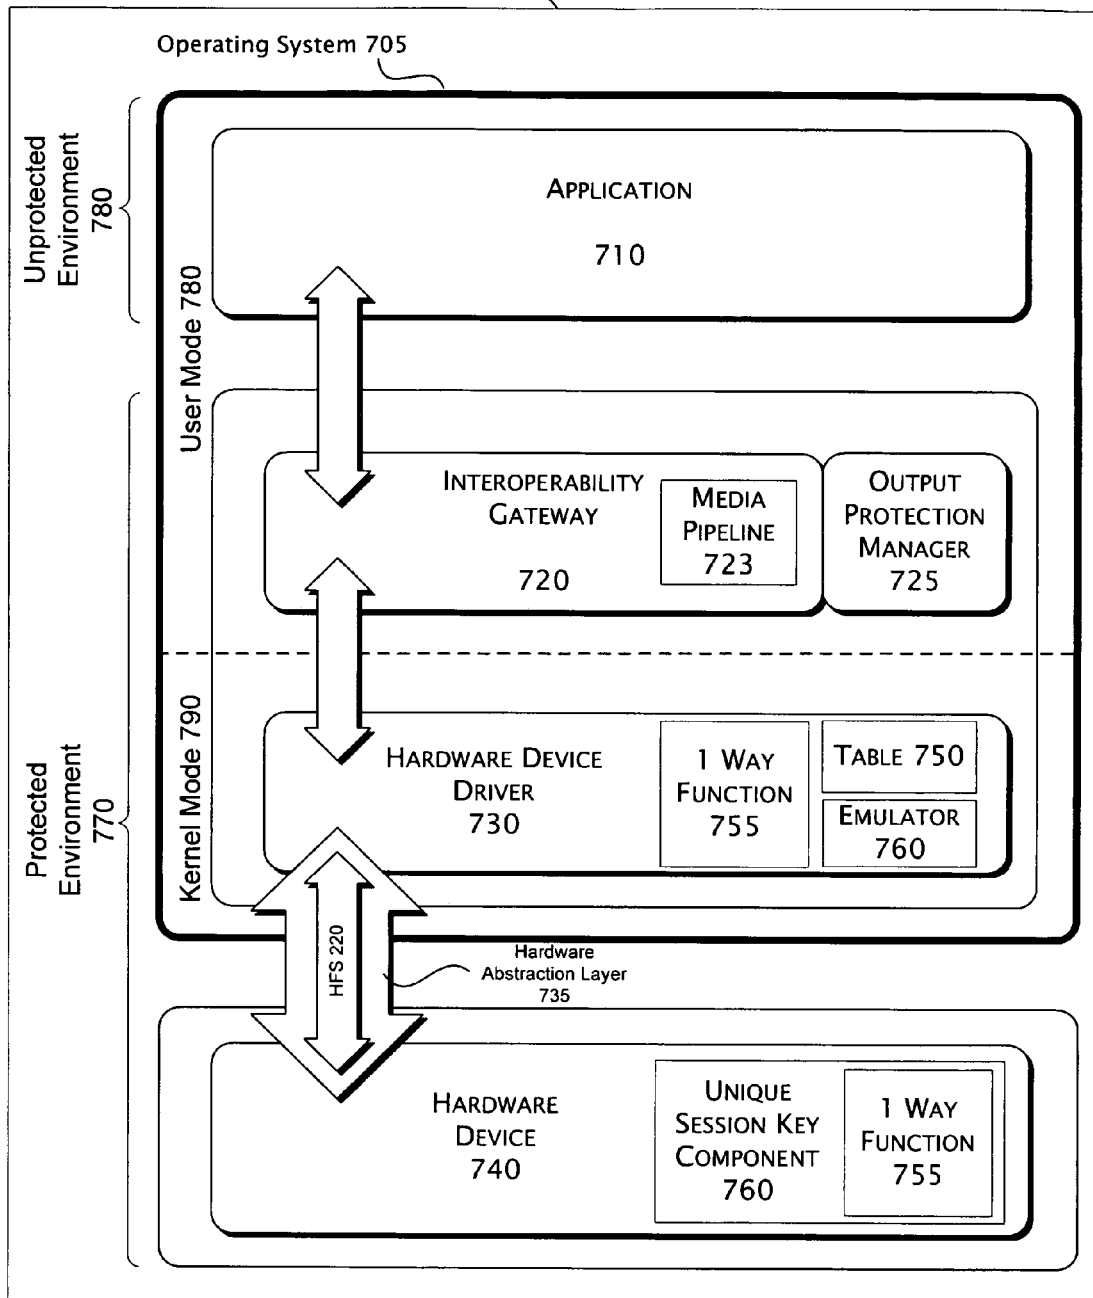 Operating System 705
Unprotected
Environment
780
User Mode 780
APPLICATION
710
INTEROPERABILITY
GATEWAY
720
MEDIA
PIPELINE
723
OUTPUT
PROTECTION
MANAGER
725
Protected
Environment
770
Kernel Mode 790
HARDWARE DEVICE
DRIVER
730
1 WAY
FUNCTION
755
TABLE 750
EMULATOR
760
HFS 220
Hardware
Abstraction Layer
735
HARDWARE
DEVICE
740
UNIQUE
SESSION KEY
COMPONENT
760
1 WAY
FUNCTION
755